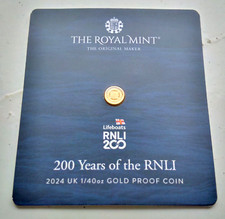 THE ROYAL MINT®
THE ORIGINAL MAKER
Lifeboats
RNLI
200
200 Years of the RNLI
2024 UK 1/40oz GOLD PROOF COIN